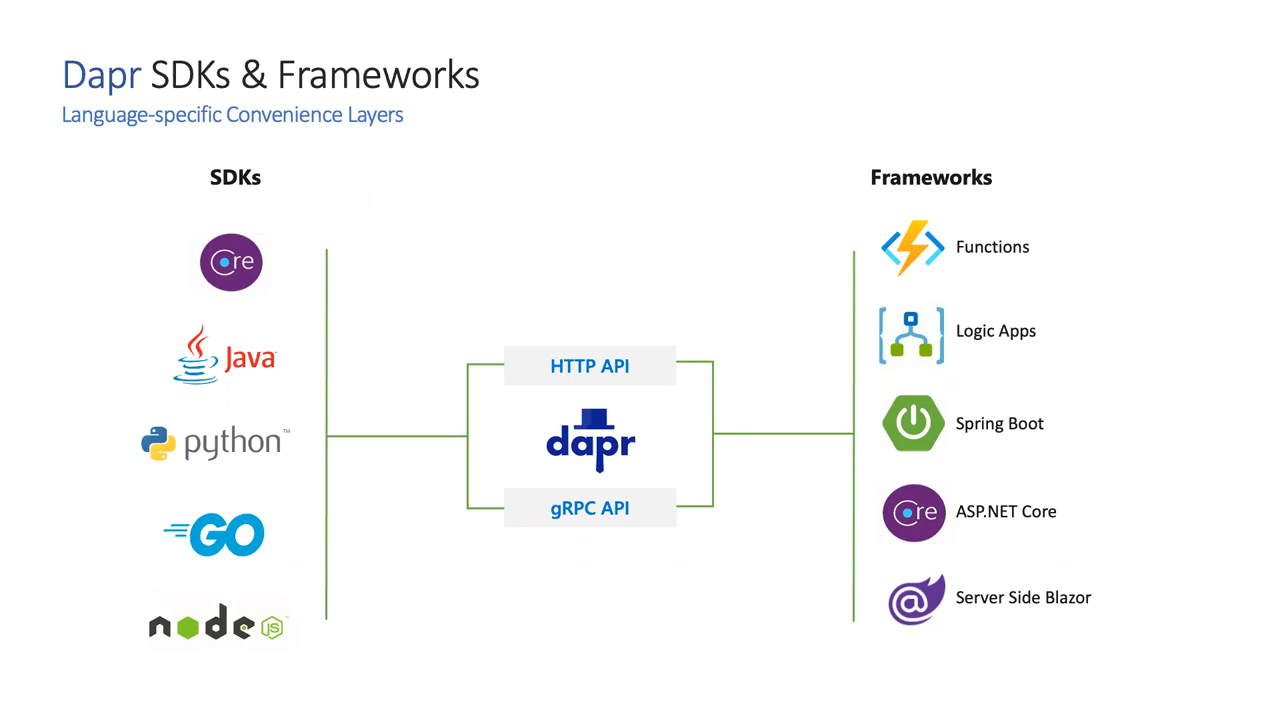 Dapr SDKs & Frameworks
Language-specific Convenience Layers
SDKs
Core
Java
python™
GO
node JS
HTTP API
dapr
gRPC API
Frameworks
Functions
Logic Apps
Spring Boot
Core
ASP.NET Core
@
Server Side Blazor